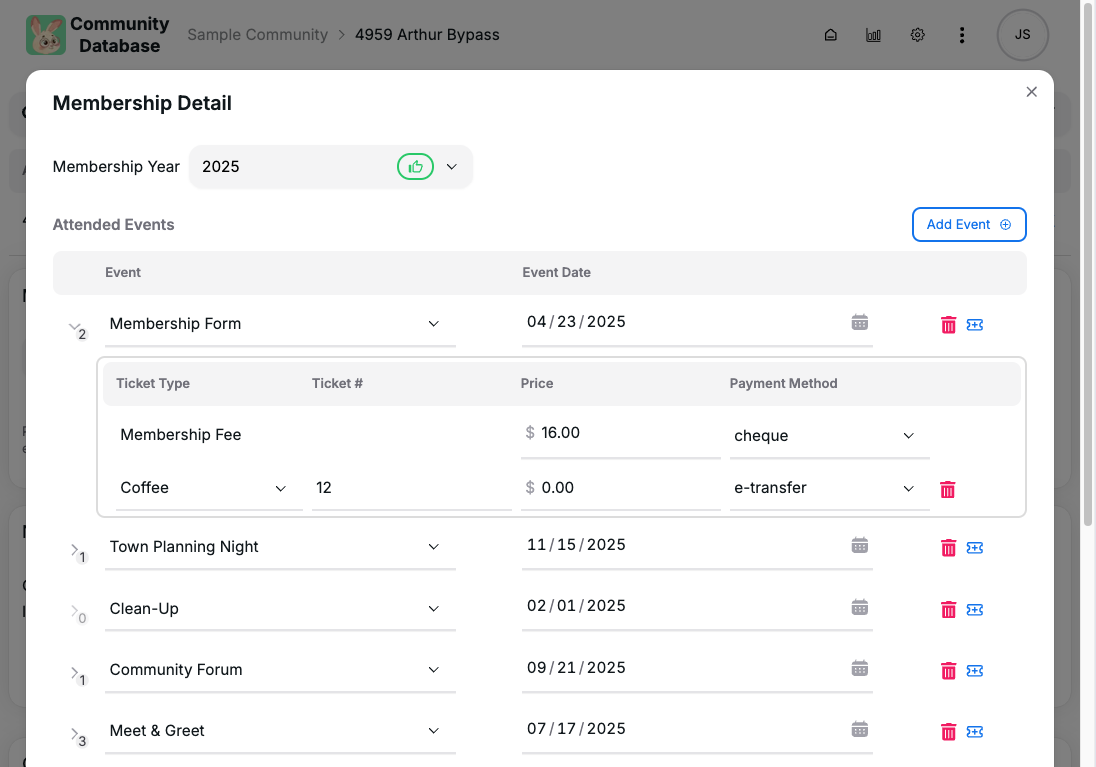 Community
Database
Sample Community > 4959 Arthur Bypass
JS
Membership Detail
Membership Year 2025
Attended Events
Add Event
Event Event Date
2 Membership Form 04/23/2025
Ticket Type Ticket # Price Payment Method
Membership Fee $ 16.00 cheque
Coffee 12 $ 0.00 e-transfer
1 Town Planning Night 11/15/2025
0 Clean-Up 02/01/2025
1 Community Forum 09/21/2025
3 Meet & Greet 07/17/2025